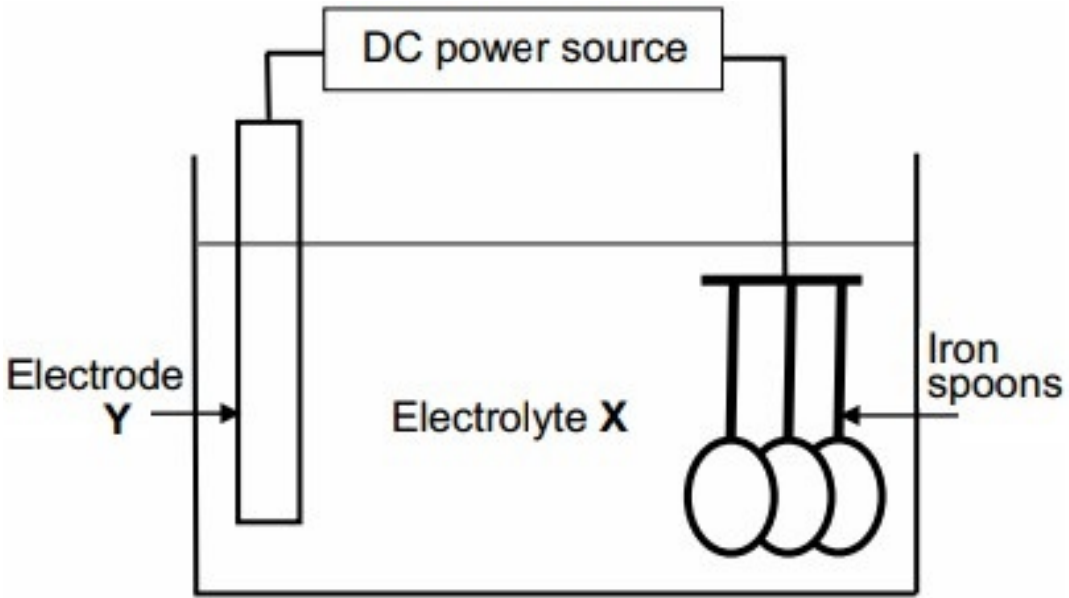 DC power source
Electrode
Y
Electrolyte X
Iron
spoons